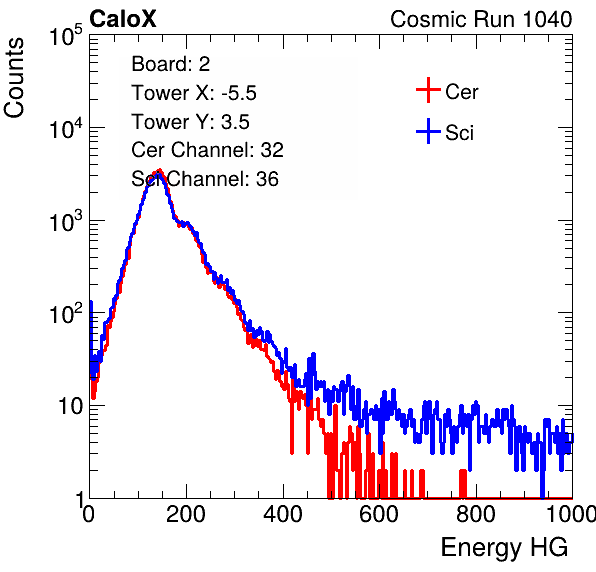 CaloX
Cosmic Run 1040
Counts
10^5
10^4
10^3
10^2
10
1
Board: 2
Tower X: -5.5
Tower Y: 3.5
Cer Channel: 32
Sci Channel: 36
Cer
Sci
0 200 400 600 800 1000
Energy HG